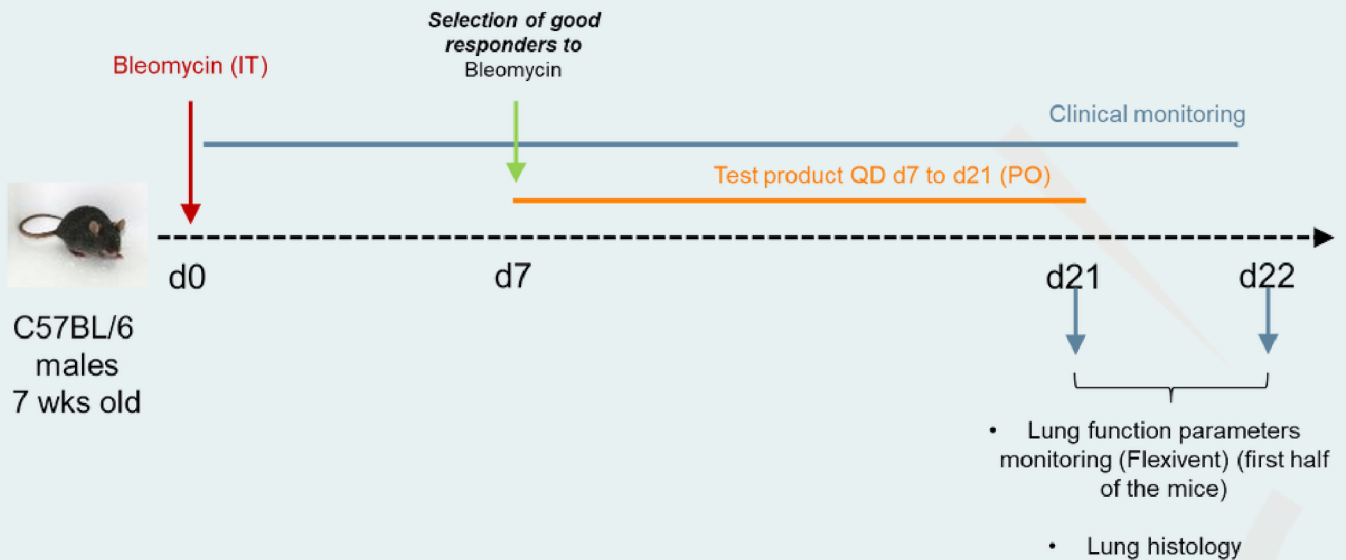 Selection of good
responders to
Bleomycin
Bleomycin (IT)
Clinical monitoring
Test product QD d7 to d21 (PO)
d0
d7
d21
d22
C57BL/6
males
7 wks old
• Lung function parameters
monitoring (Flexivent) (first half
of the mice)
• Lung histology